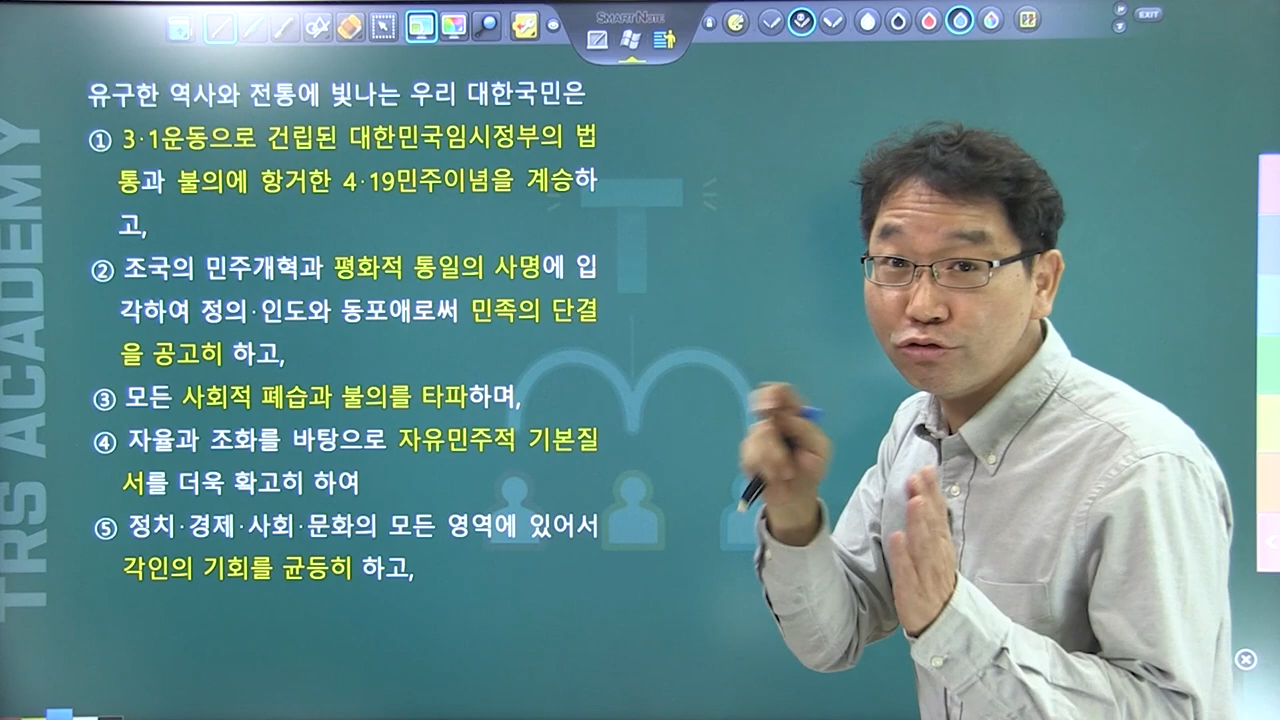 SMART NOTE
EXIT
유구한 역사와 전통에 빛나는 우리 대한국민은
① 3·1운동으로 건립된 대한민국임시정부의 법
통과 불의에 항거한 4·19민주이념을 계승하
고,
② 조국의 민주개혁과 평화적 통일의 사명에 입
각하여 정의·인도와 동포애로써 민족의 단결
을 공고히 하고,
③ 모든 사회적 폐습과 불의를 타파하며,
④ 자율과 조화를 바탕으로 자유민주적 기본질
서를 더욱 확고히 하여
⑤ 정치·경제·사회·문화의 모든 영역에 있어서
각인의 기회를 균등히 하고,
TRS ACADEMY